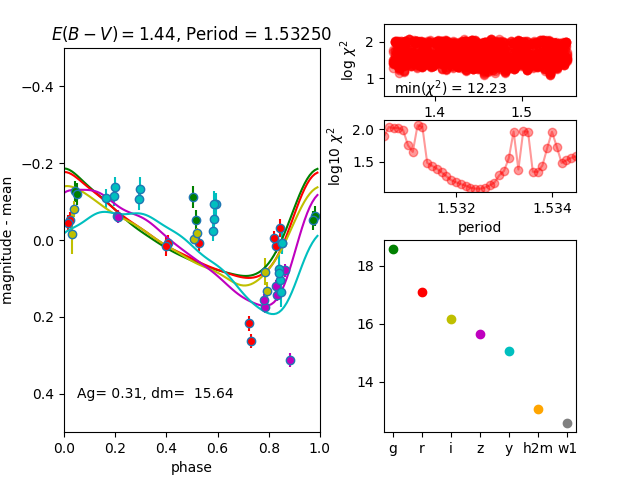 E(B − V) = 1.44, Period = 1.53250
magnitude - mean
−0.4
−0.2
0.0
0.2
0.4
Ag= 0.31, dm=  15.64
0.0 0.2 0.4 0.6 0.8 1.0
phase
log χ²
2
1
min(χ²) = 12.23
1.4 1.5
log10 χ²
2.0
1.5
1.532 1.534
period
18
16
14
g r i z y h2m w1